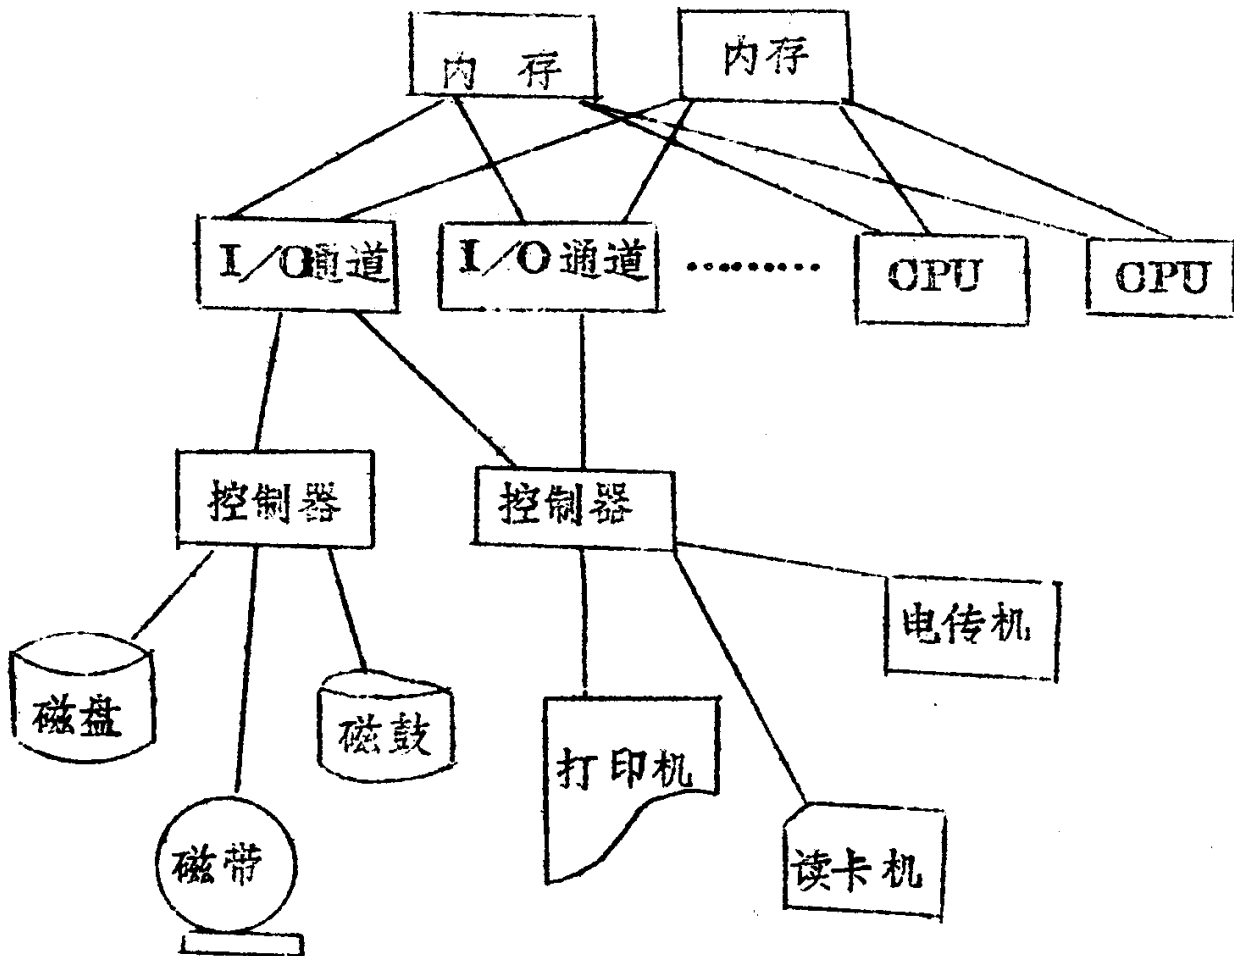 内存
内存
I/O通道
I/O通道
.........
CPU
CPU
控制器
控制器
电传机
磁盘
磁鼓
打印机
磁带
读卡机